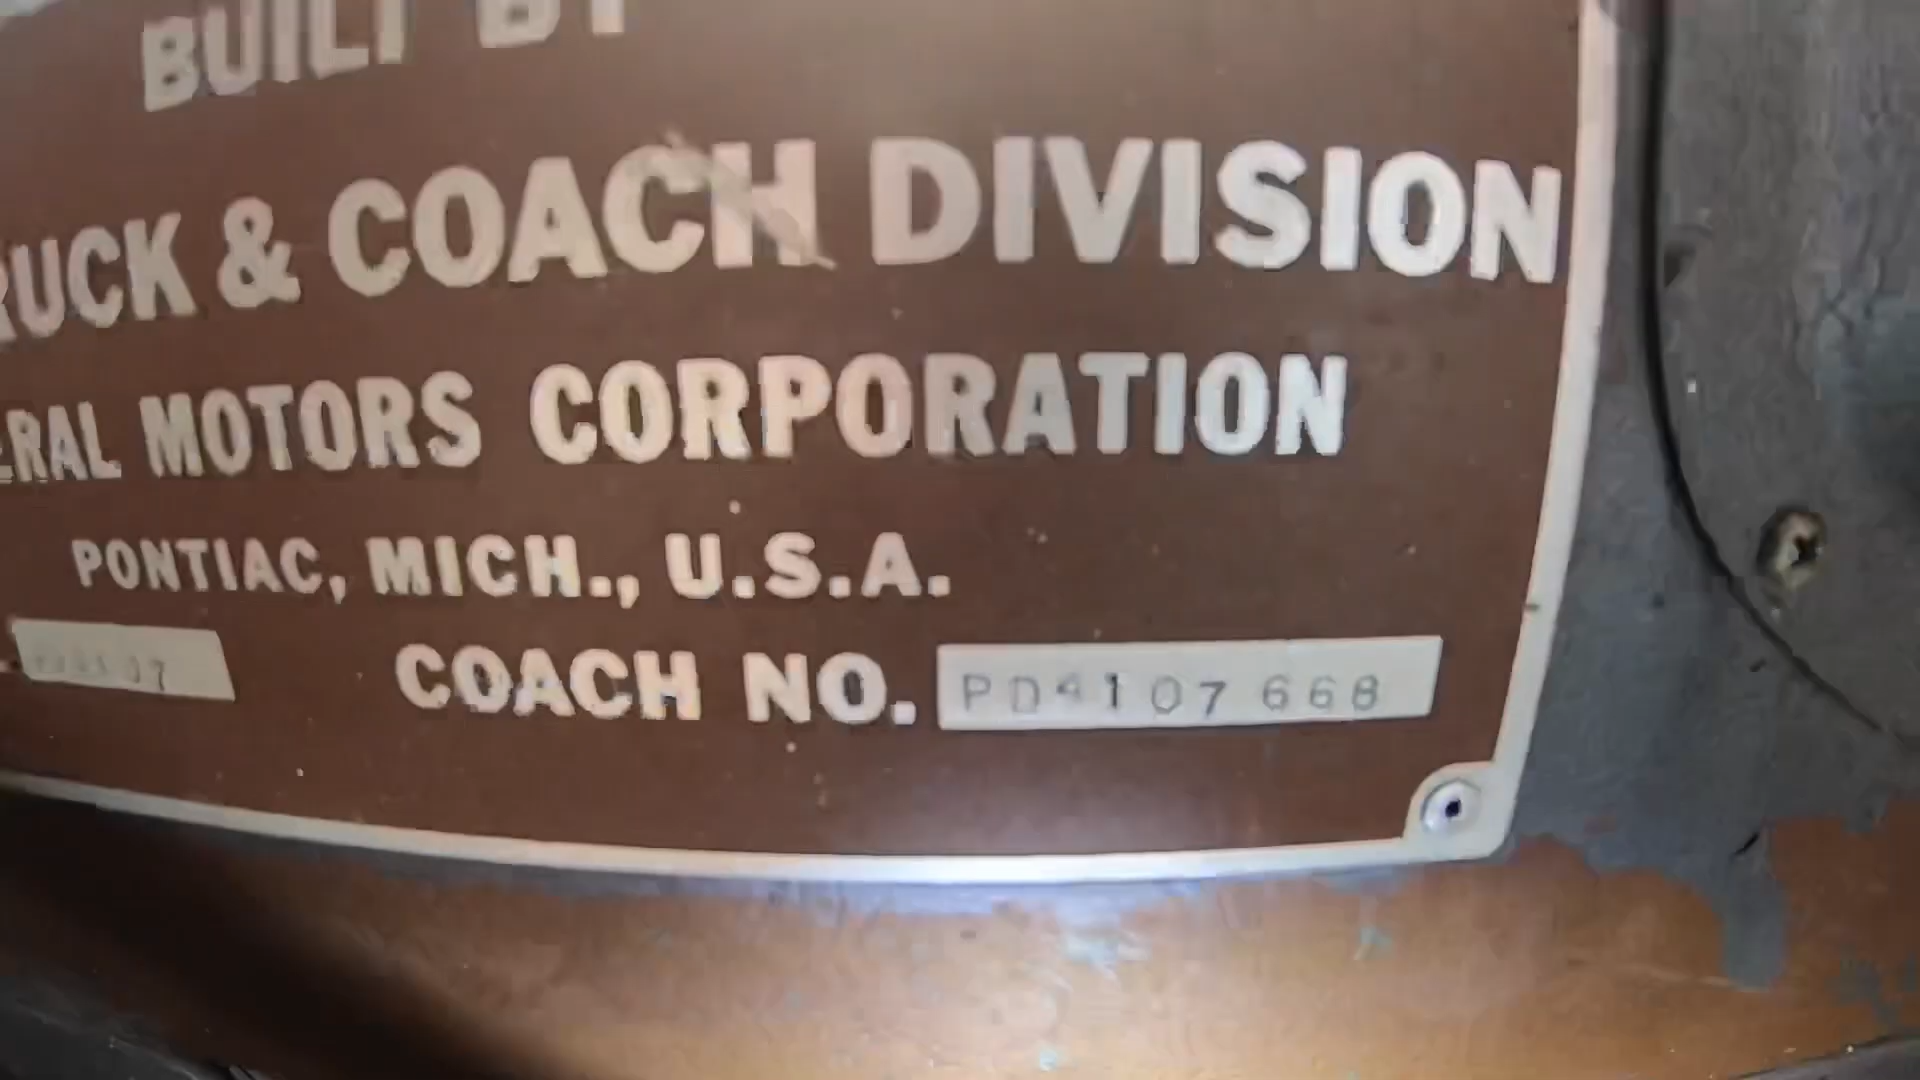 BUILT BY
RUCK & COACH DIVISION
ERAL MOTORS CORPORATION
PONTIAC, MICH., U.S.A.
COACH NO. PD4107 668